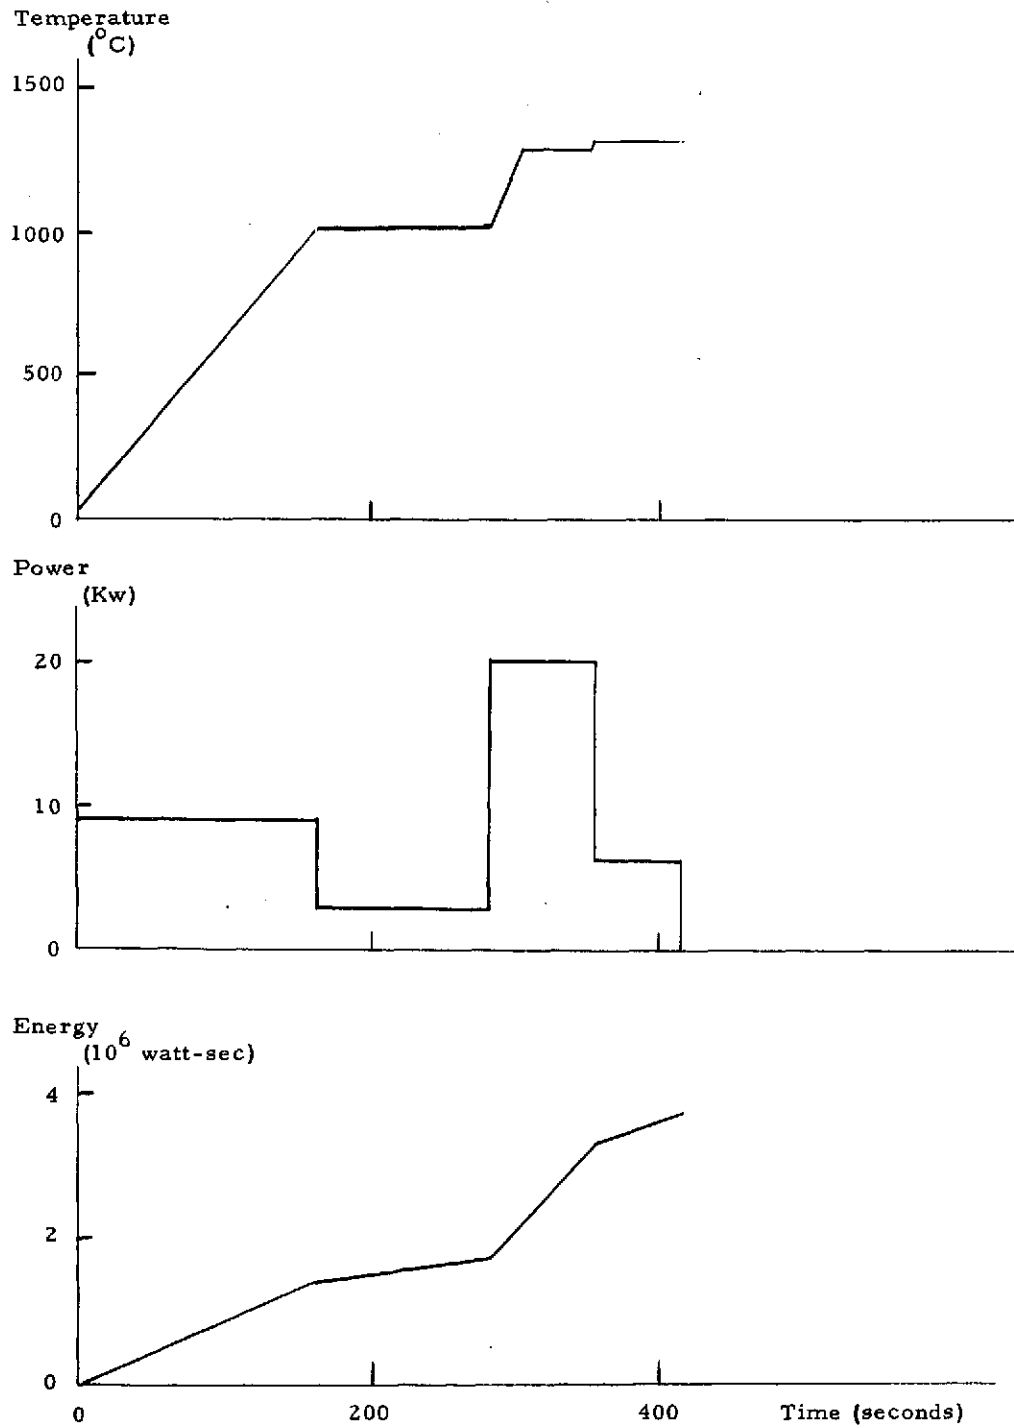 Temperature
(°C)
1500
1000
500
0
Power
(Kw)
20
10
0
Energy
(10^6 watt-sec)
4
2
0
0 200 400 Time (seconds)